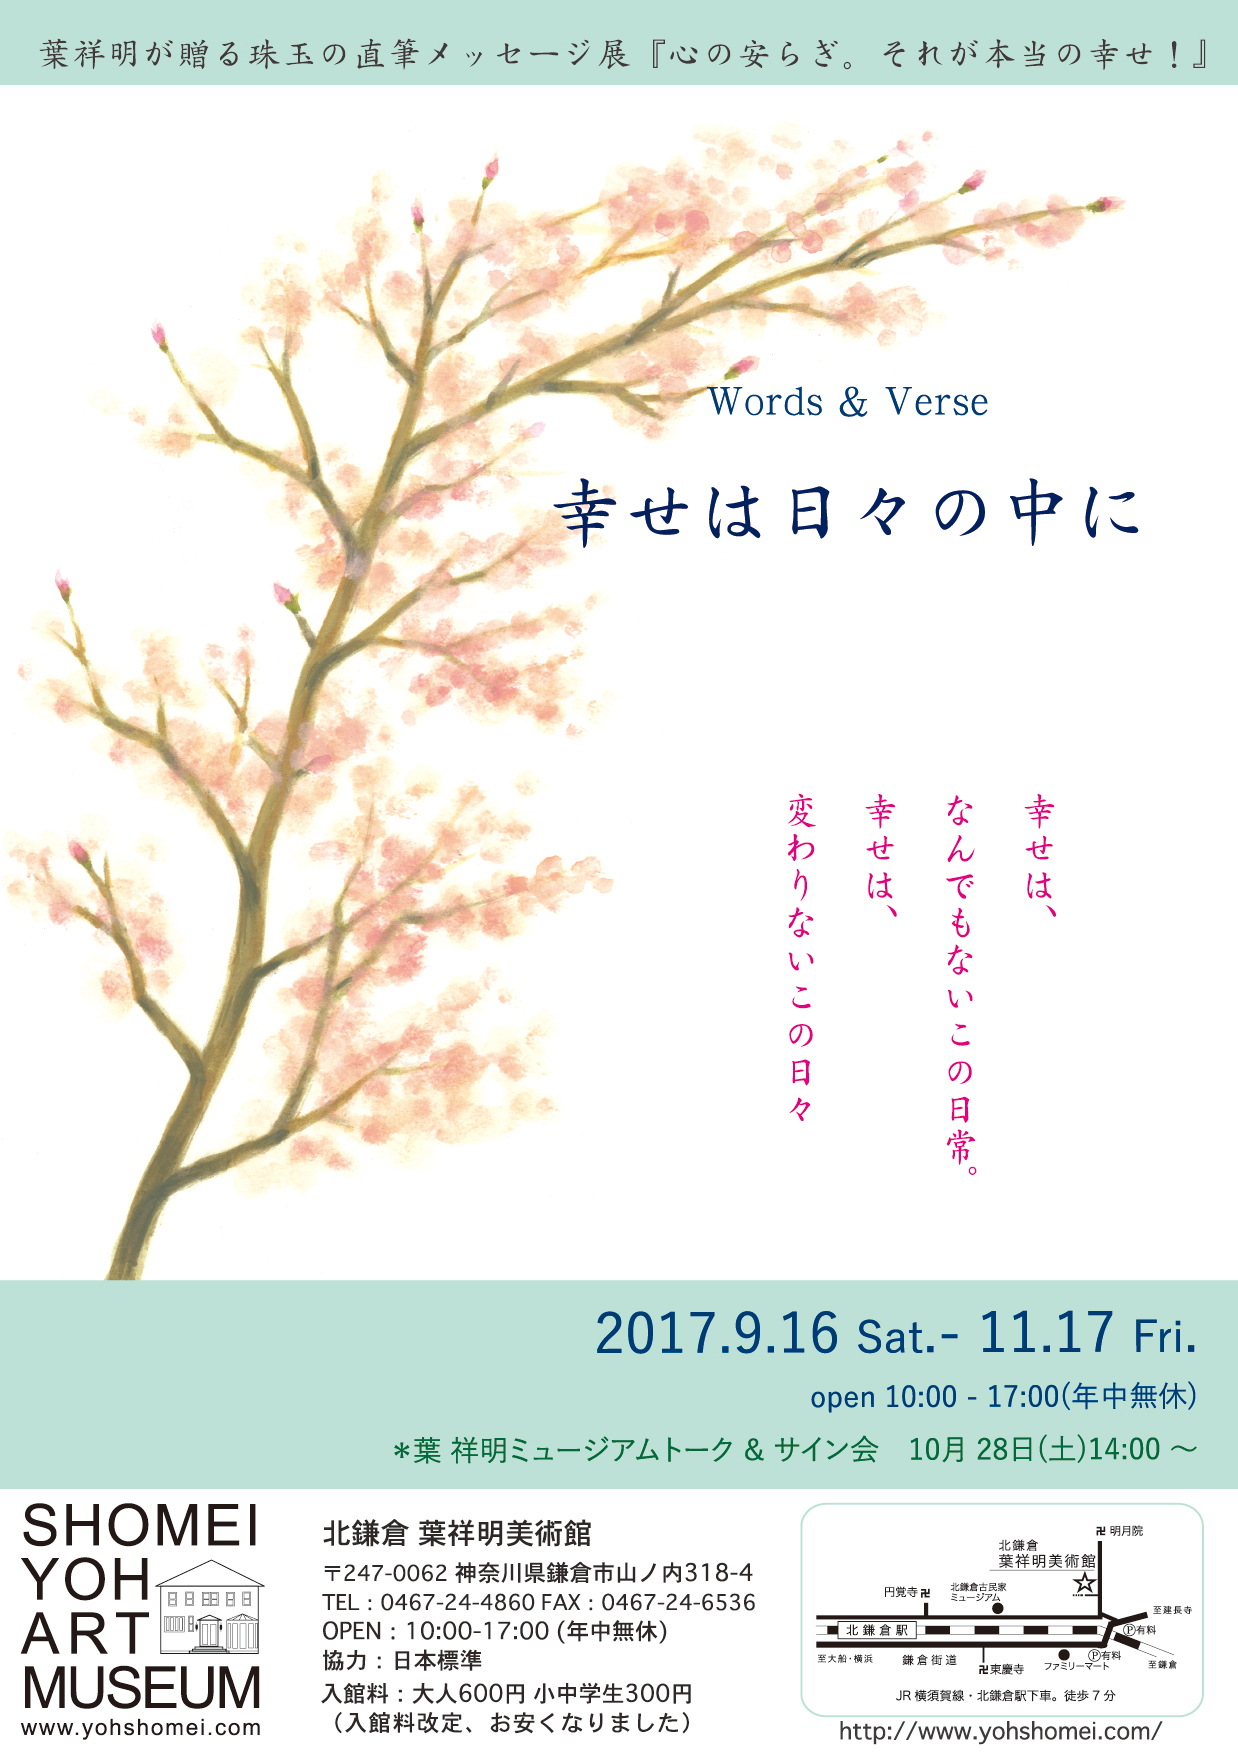 葉祥明が贈る珠玉の直筆メッセージ展『心の安らぎ。それが本当の幸せ！』
Words & Verse
幸せは日々の中に
幸せは、
なんでもないこの日常。
幸せは、
変わりないこの日々
2017.9.16 Sat.- 11.17 Fri.
open 10:00 - 17:00(年中無休)
*葉 祥明ミュージアムトーク & サイン会　10月 28日(土)14:00 ～
SHOMEI
YOH
ART
MUSEUM
www.yohshomei.com
北鎌倉 葉祥明美術館
〒247-0062 神奈川県鎌倉市山ノ内318-4
TEL : 0467-24-4860 FAX : 0467-24-6536
OPEN : 10:00-17:00 (年中無休)
協力 : 日本標準
入館料 : 大人600円 小中学生300円
（入館料改定、お安くなりました）
卍 明月院
北鎌倉
葉祥明美術館
円覚寺 卍
北鎌倉古民家
ミュージアム
至建長寺
北鎌倉駅
Ⓟ有料
至大船・横浜
鎌倉街道
卍東慶寺
Ⓟ有料
ファミリーマート
至鎌倉
JR 横須賀線・北鎌倉駅下車。徒歩 7 分
http://www.yohshomei.com/